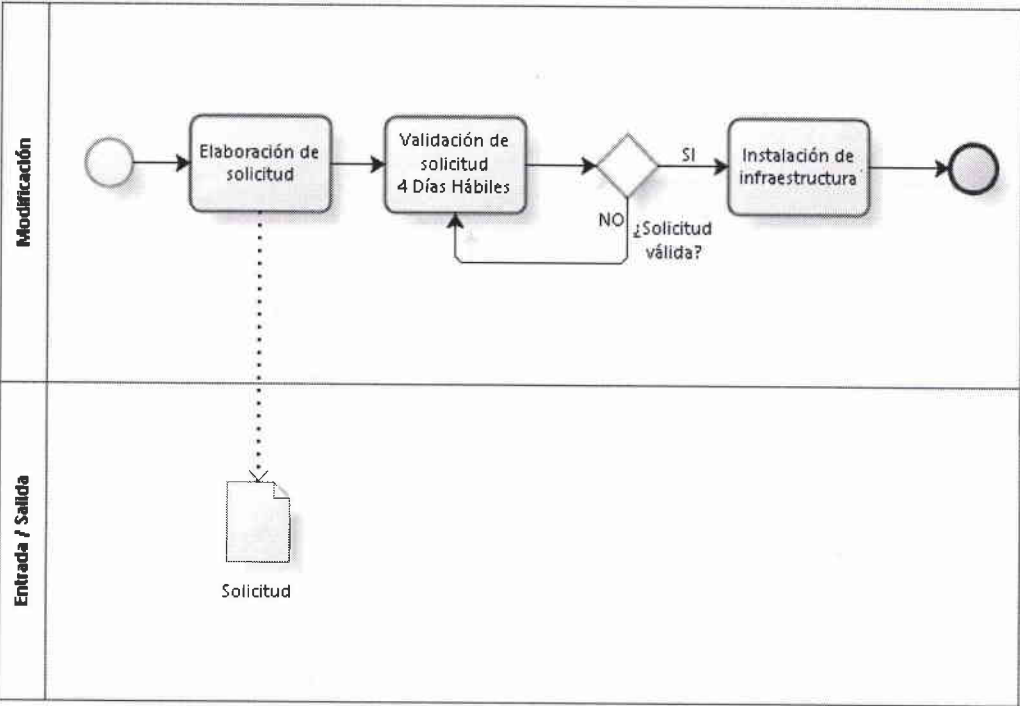 Modificación
Elaboración de
solicitud
Validación de
solicitud
4 Días Hábiles
SI
NO
¿Solicitud
válida?
Instalación de
infraestructura
Entrada / Salida
Solicitud